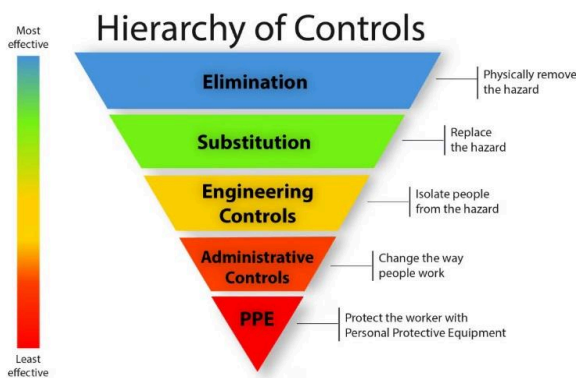 Hierarchy of Controls
Most
effective
Elimination
Physically remove
the hazard
Substitution
Replace
the hazard
Engineering
Controls
Isolate people
from the hazard
Administrative
Controls
Change the way
people work
PPE
Protect the worker with
Personal Protective Equipment
Least
effective